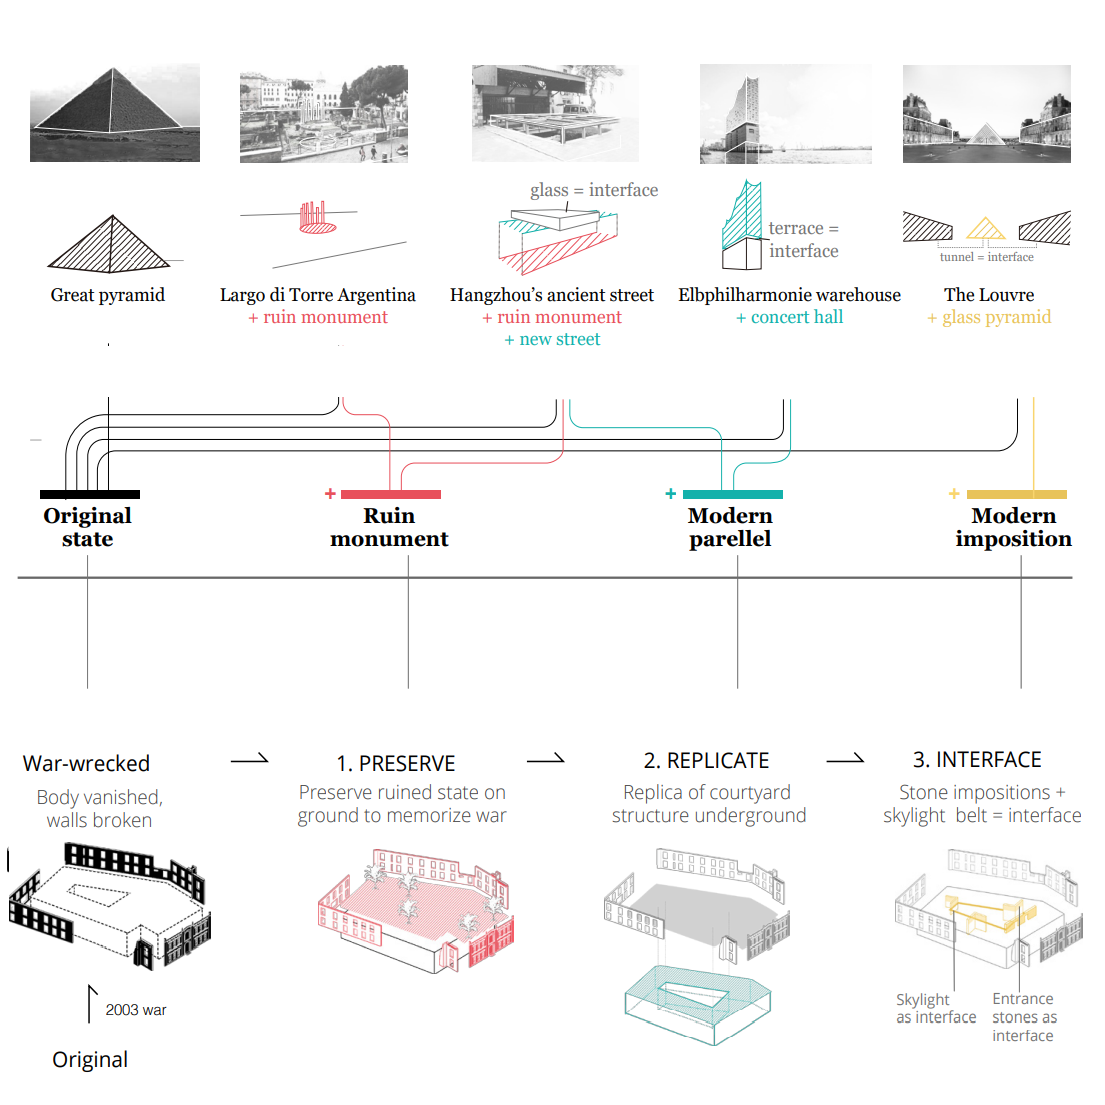 glass = interface
terrace =
interface
tunnel = interface
Great pyramid
Largo di Torre Argentina
+ ruin monument
Hangzhou's ancient street
+ ruin monument
+ new street
Elbphilharmonie warehouse
+ concert hall
The Louvre
+ glass pyramid
Original
state
+
Ruin
monument
+
Modern
parellel
+
Modern
imposition
War-wrecked
Body vanished,
walls broken
1. PRESERVE
Preserve ruined state on
ground to memorize war
2. REPLICATE
Replica of courtyard
structure underground
3. INTERFACE
Stone impositions +
skylight belt = interface
2003 war
Original
Skylight
as interface
Entrance
stones as
interface